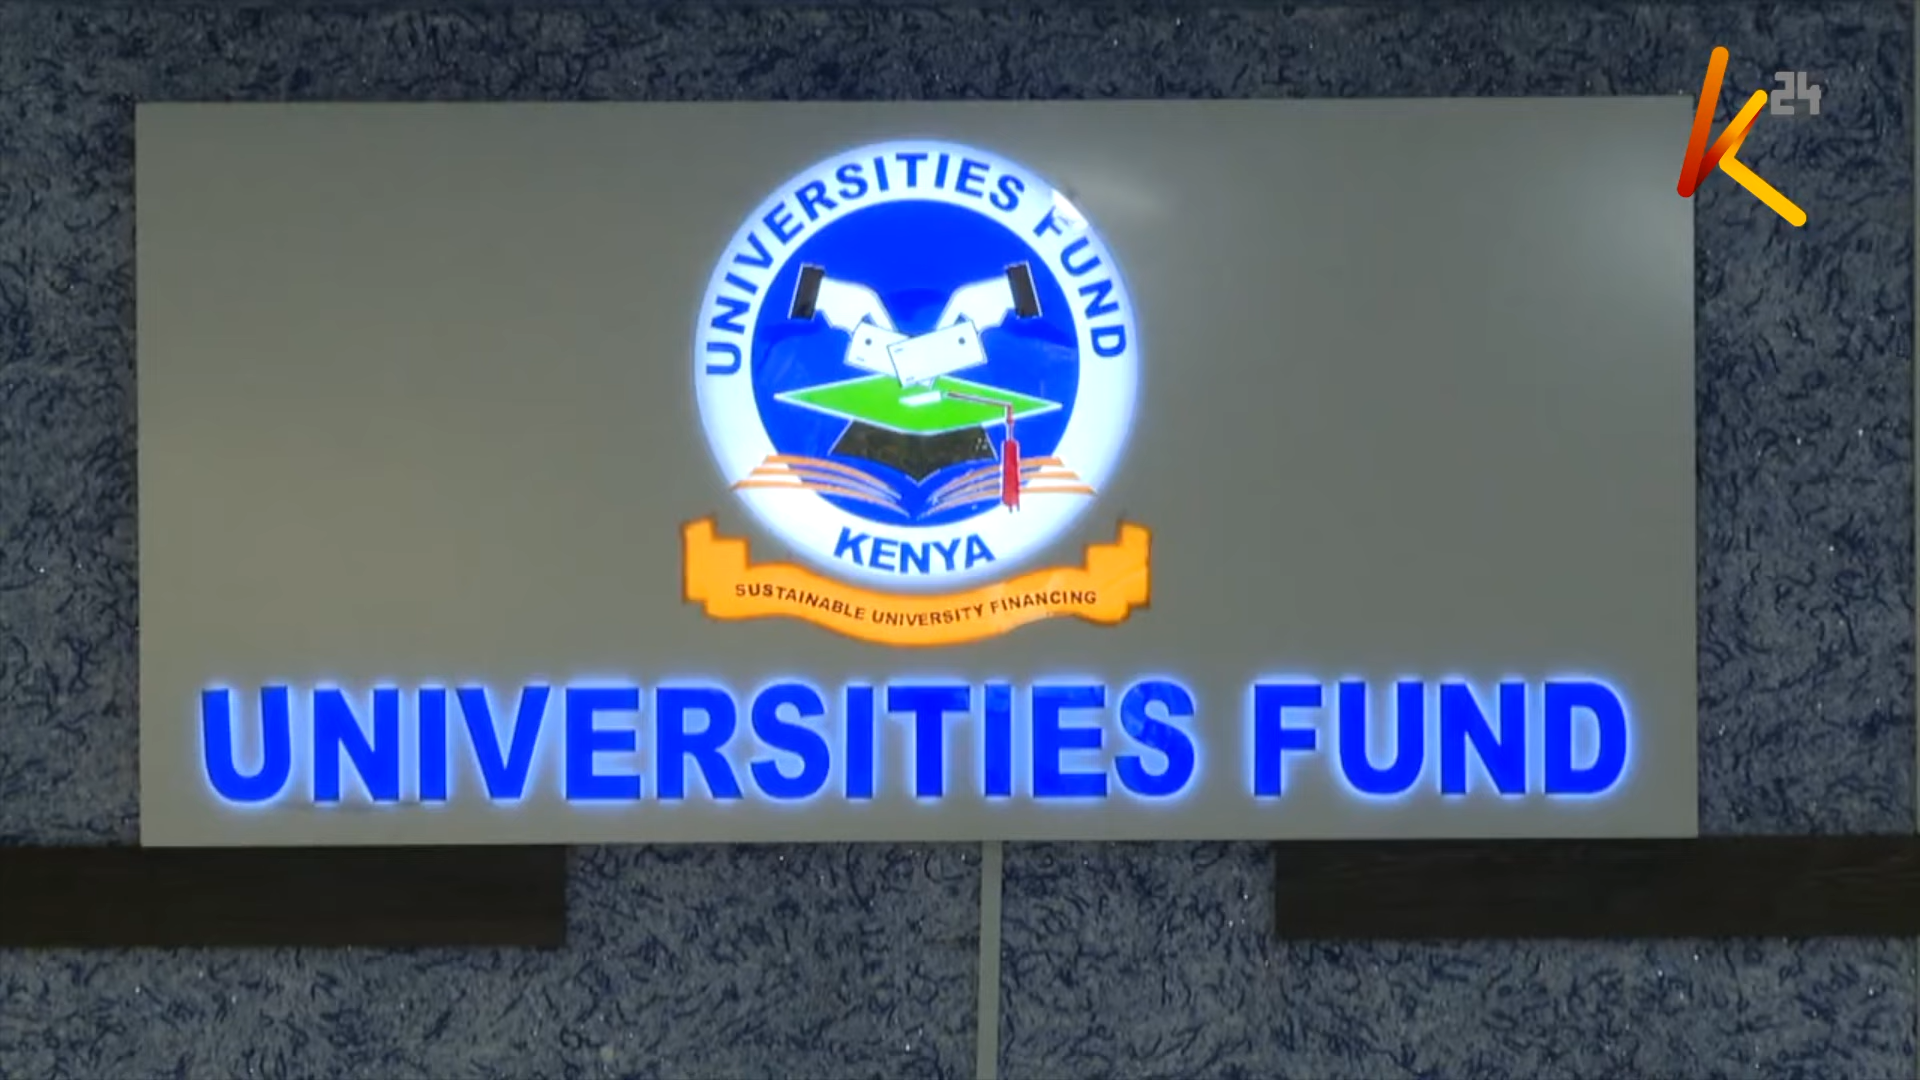 K24
UNIVERSITIES FUND
KENYA
SUSTAINABLE UNIVERSITY FINANCING
UNIVERSITIES FUND